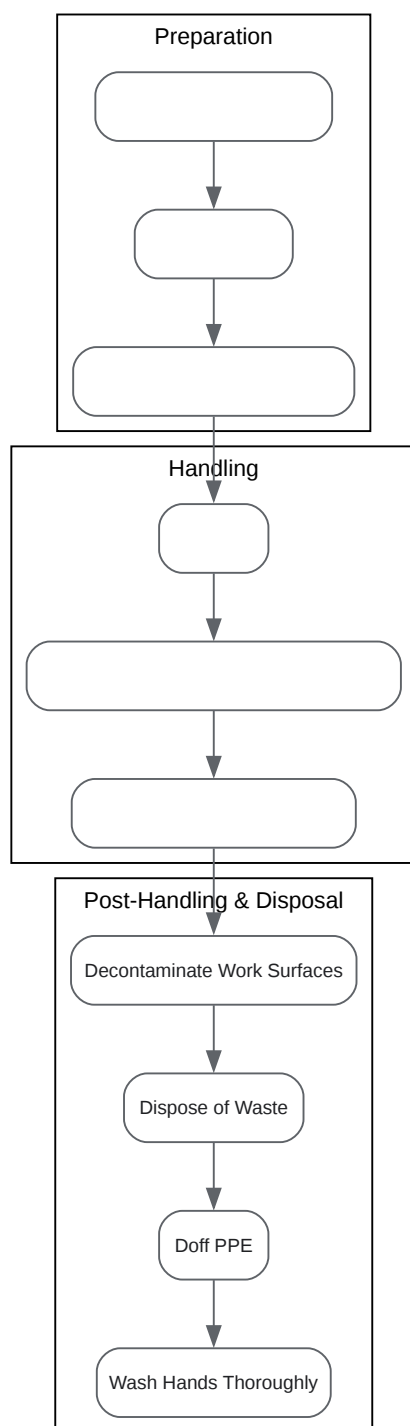 Preparation
Handling
Post-Handling & Disposal
Decontaminate Work Surfaces
Dispose of Waste
Doff PPE
Wash Hands Thoroughly